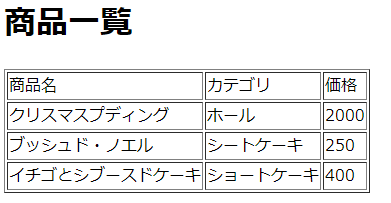 商品一覧
商品名 カテゴリ 価格
クリスマスプディング ホール 2000
ブッシュド・ノエル シートケーキ 250
イチゴとシブーストケーキ ショートケーキ 400